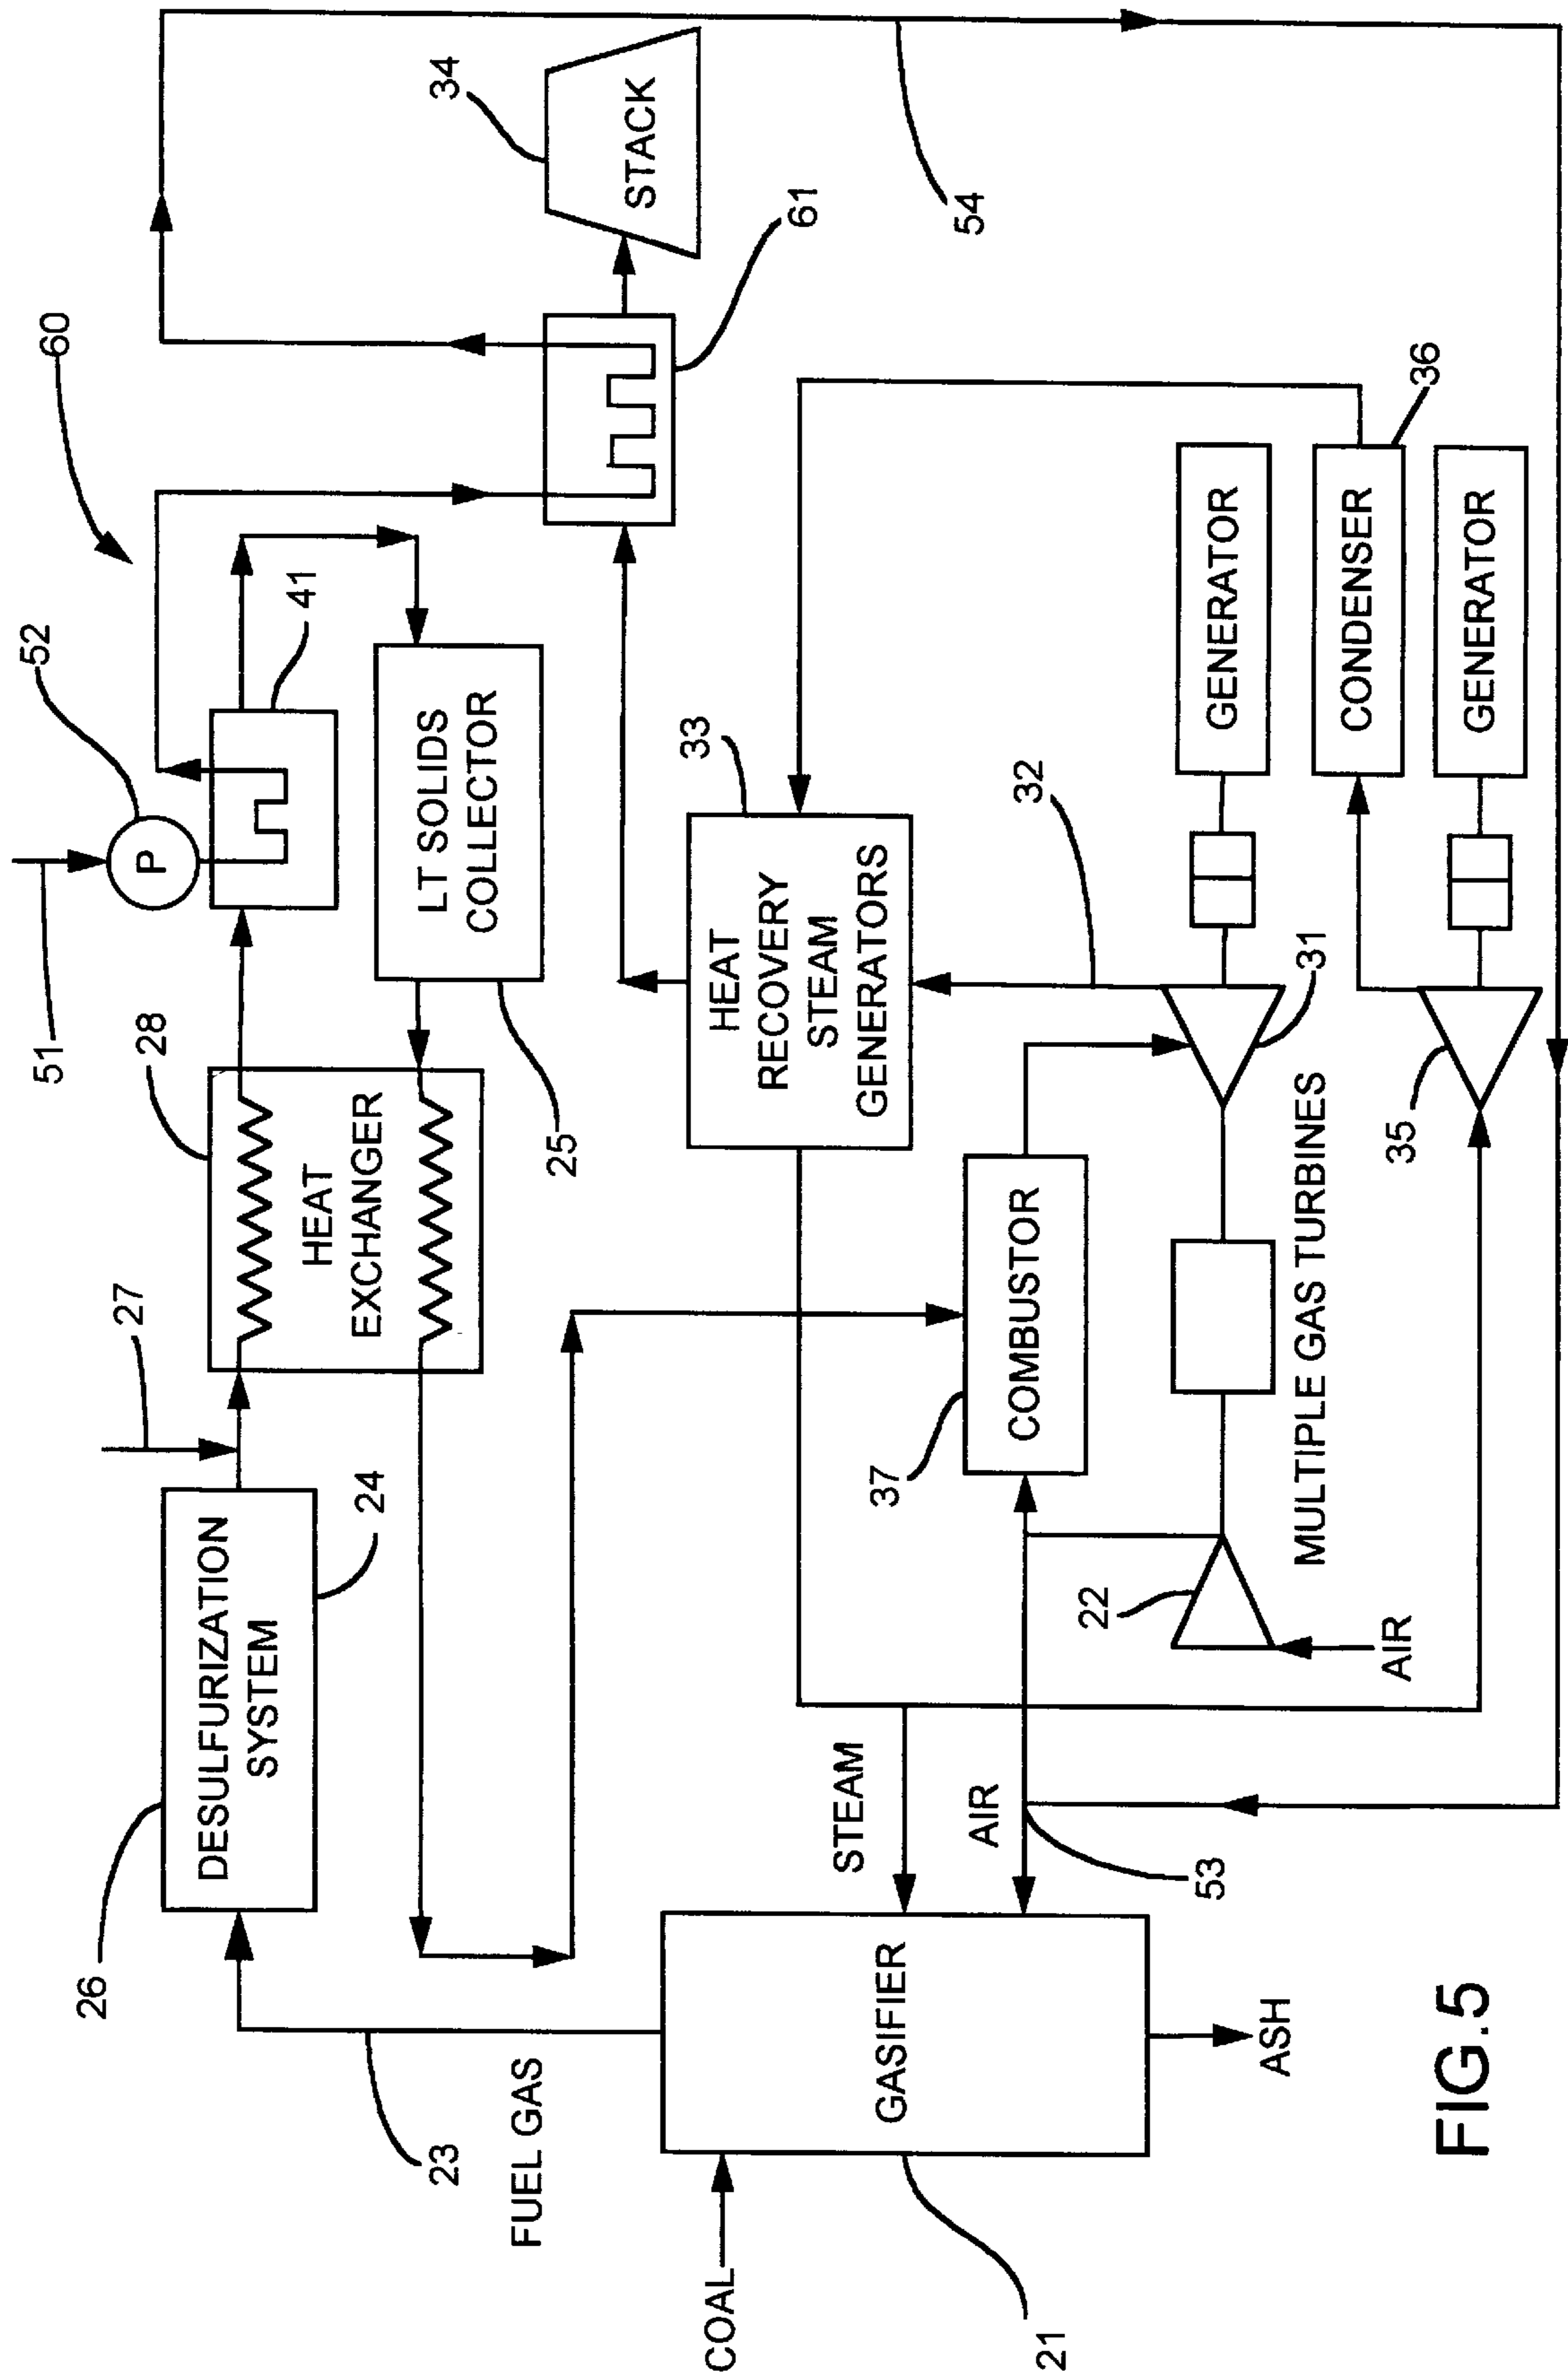 60
52
51
P
41
28
27
HEAT
EXCHANGER
LT SOLIDS
COLLECTOR
25
26
DESULFURIZATION
SYSTEM
24
34
STACK
61
54
23
FUEL GAS
33
HEAT
RECOVERY
STEAM
GENERATORS
32
37
COMBUSTOR
COAL
GASIFIER
21
STEAM
AIR
53
ASH
22
AIR
MULTIPLE GAS TURBINES
31
GENERATOR
CONDENSER
36
GENERATOR
35
FIG.5